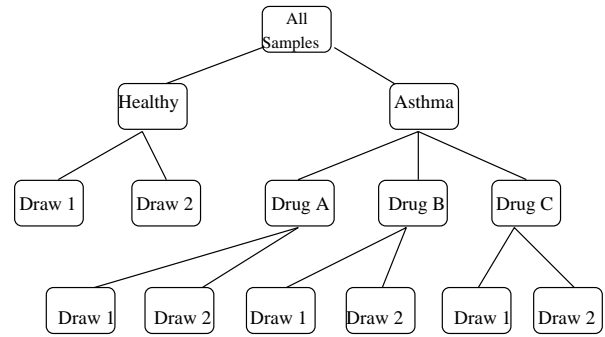 All
Samples
Healthy
Asthma
Draw 1
Draw 2
Drug A
Drug B
Drug C
Draw 1
Draw 2
Draw 1
Draw 2
Draw 1
Draw 2